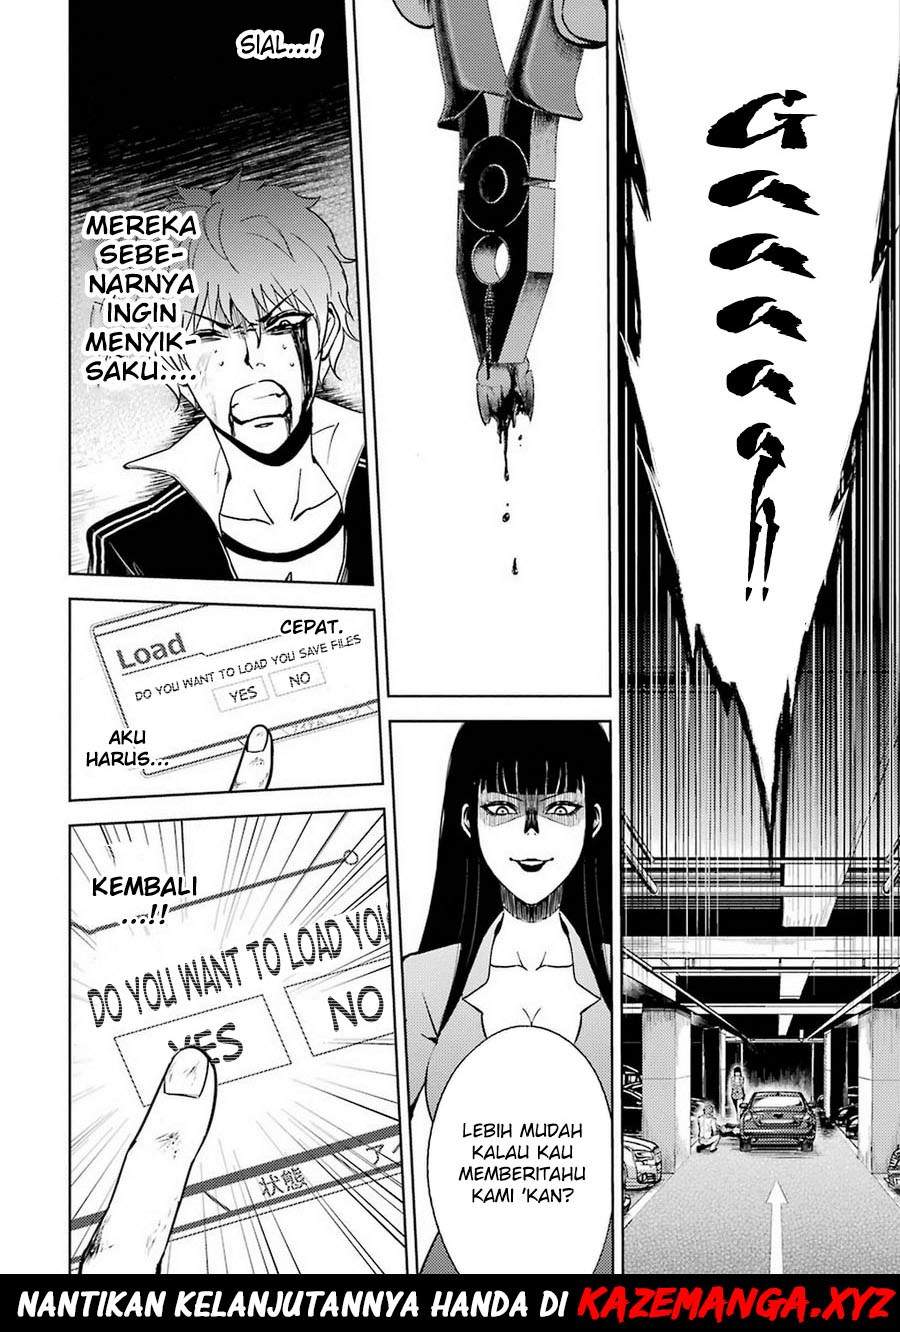 GAAAAAH!!
LEBIH MUDAH
KALAU KAU
MEMBERITAHU
KAMI 'KAN?
SIAL...!
MEREKA
SEBE-
NARNYA
INGIN
MENYIK-
SAKU....
CEPAT.
Load
DO YOU WANT TO LOAD YOU SAVE FILES
YES NO
AKU
HARUS...
KEMBALI
...!!
DO YOU WANT TO LOAD YOU
YES NO
状態 ア
NANTIKAN KELANJUTANNYA HANDA DI KAZEMANGA.XYZ